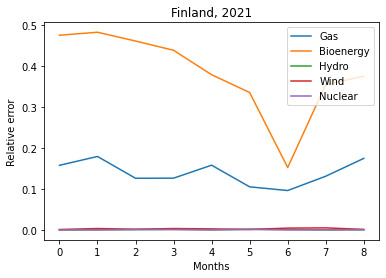 Finland, 2021
Relative error
0.5
0.4
0.3
0.2
0.1
0.0
Gas
Bioenergy
Hydro
Wind
Nuclear
0 1 2 3 4 5 6 7 8
Months